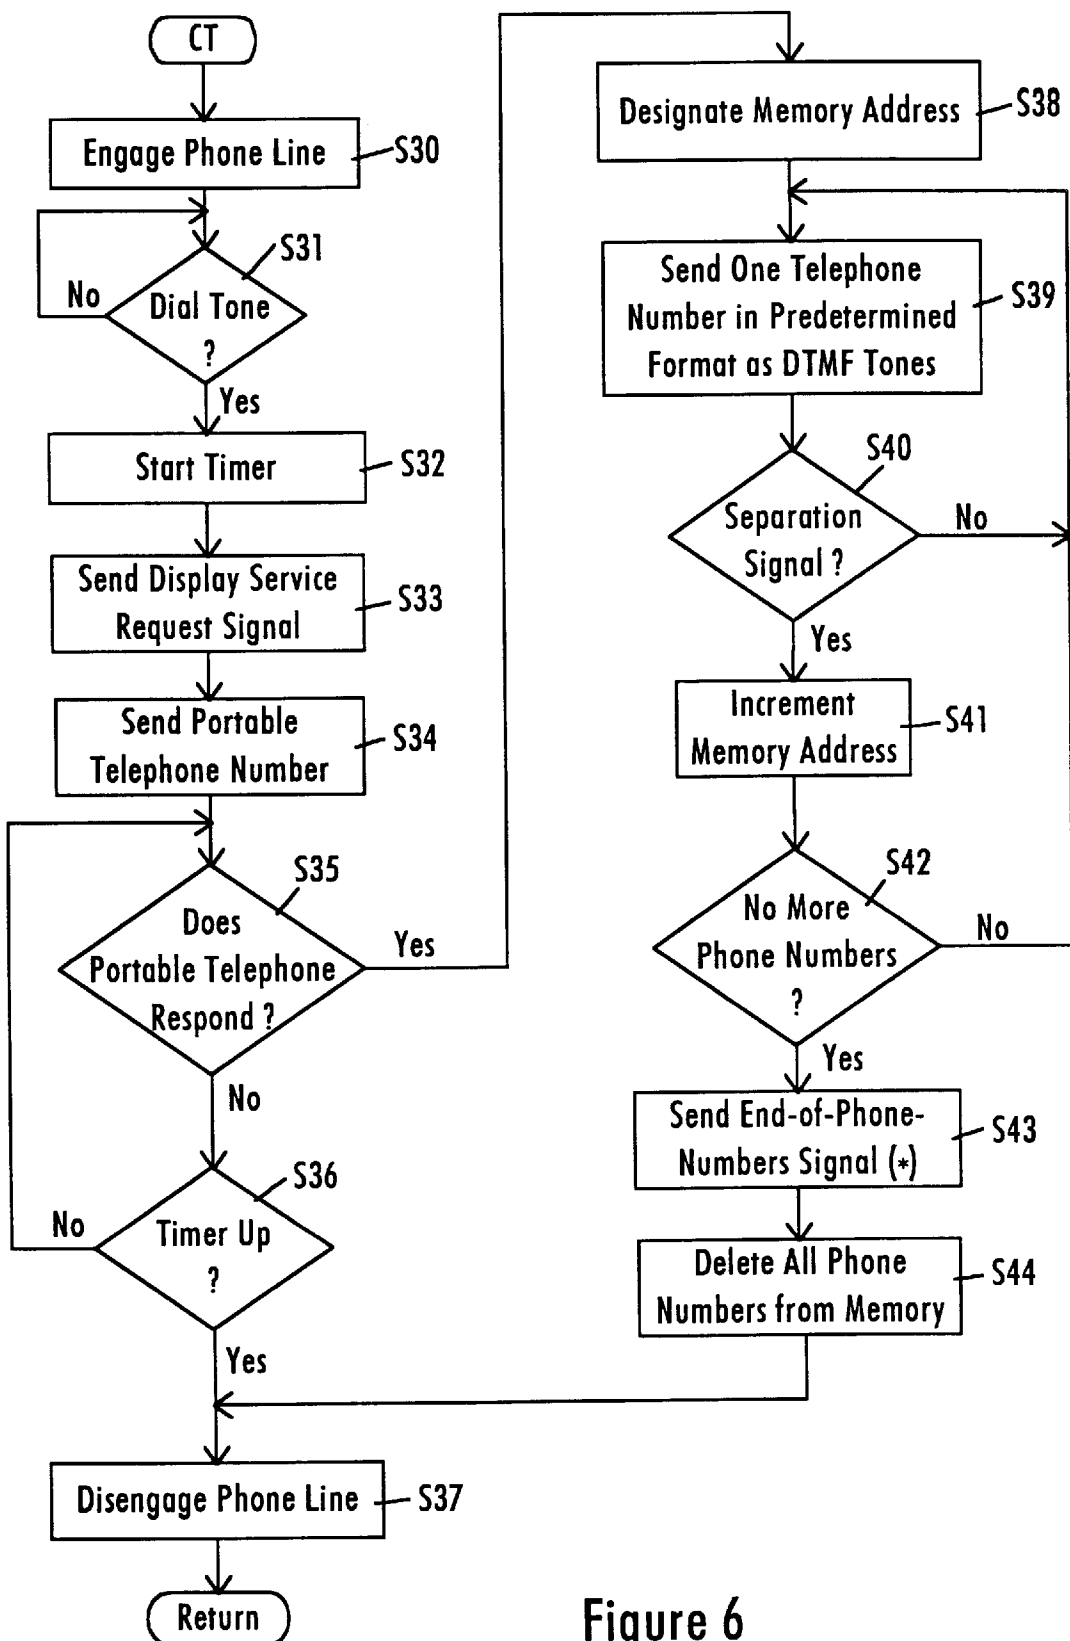 CT
Engage Phone Line
S30
S31
No
Dial Tone
?
Yes
Start Timer
S32
Send Display Service
Request Signal
S33
Send Portable
Telephone Number
S34
S35
Does
Portable Telephone
Respond ?
Yes
No
S36
No
Timer Up
?
Yes
Disengage Phone Line
S37
Return
Designate Memory Address
S38
Send One Telephone
Number in Predetermined
Format as DTMF Tones
S39
S40
Separation
Signal ?
No
Yes
Increment
Memory Address
S41
S42
No More
Phone Numbers
?
No
Yes
Send End-of-Phone-
Numbers Signal (*)
S43
Delete All Phone
Numbers from Memory
S44
Figure 6